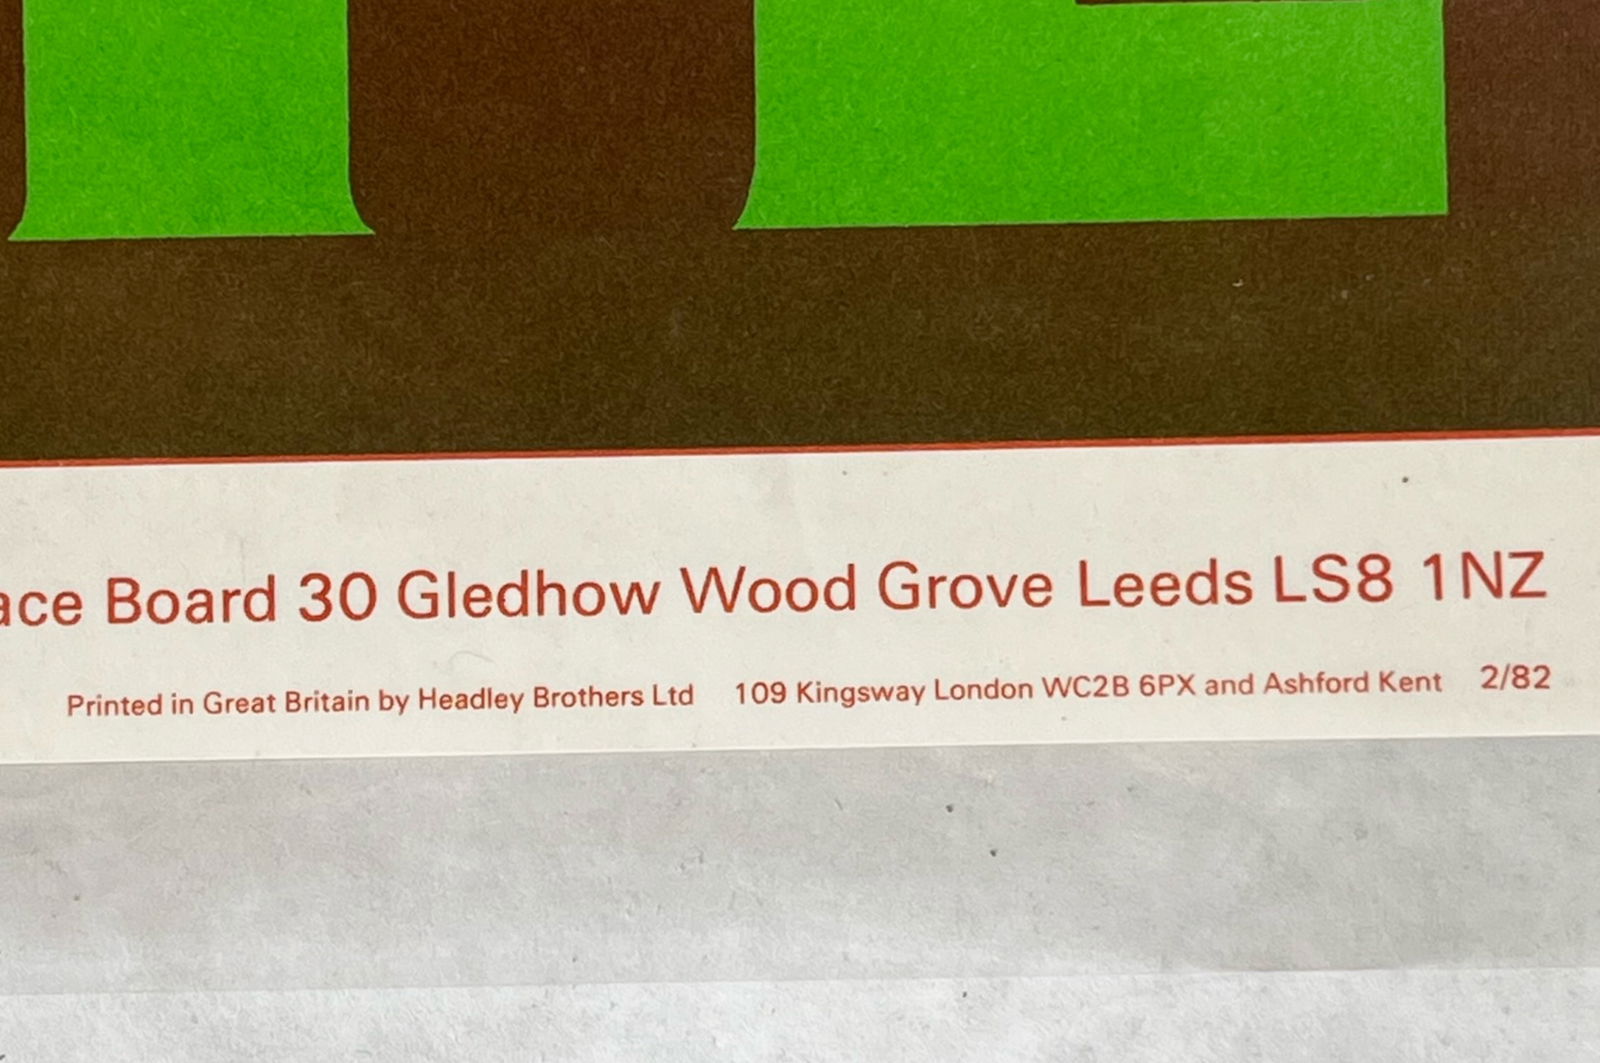 Board 30 Gledhow Wood Grove Leeds LS8 1NZ
Printed in Great Britain by Headley Brothers Ltd 109 Kingsway London WC2B 6PX and Ashford Kent 2/82